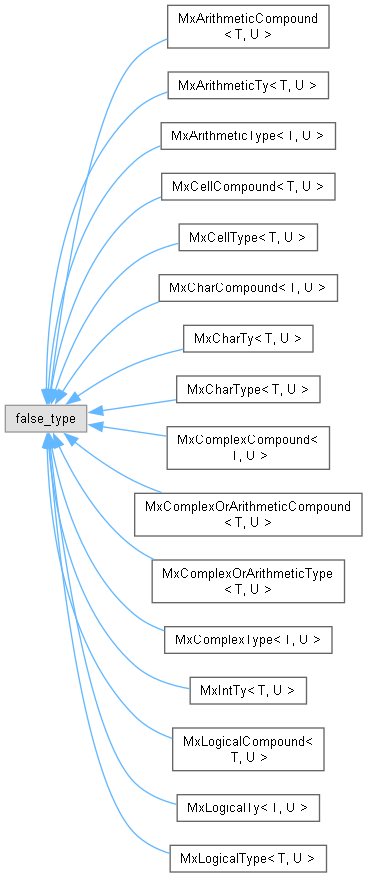 MxArithmeticCompound
< T, U >
MxArithmeticTy< T, U >
MxArithmeticType< T, U >
MxCellCompound< T, U >
MxCellType< T, U >
MxCharCompound< T, U >
MxCharTy< T, U >
MxCharType< T, U >
false_type
MxComplexCompound<
T, U >
MxComplexOrArithmeticCompound
< T, U >
MxComplexOrArithmeticType
< T, U >
MxComplexType< T, U >
MxIntTy< T, U >
MxLogicalCompound<
T, U >
MxLogicalTy< T, U >
MxLogicalType< T, U >